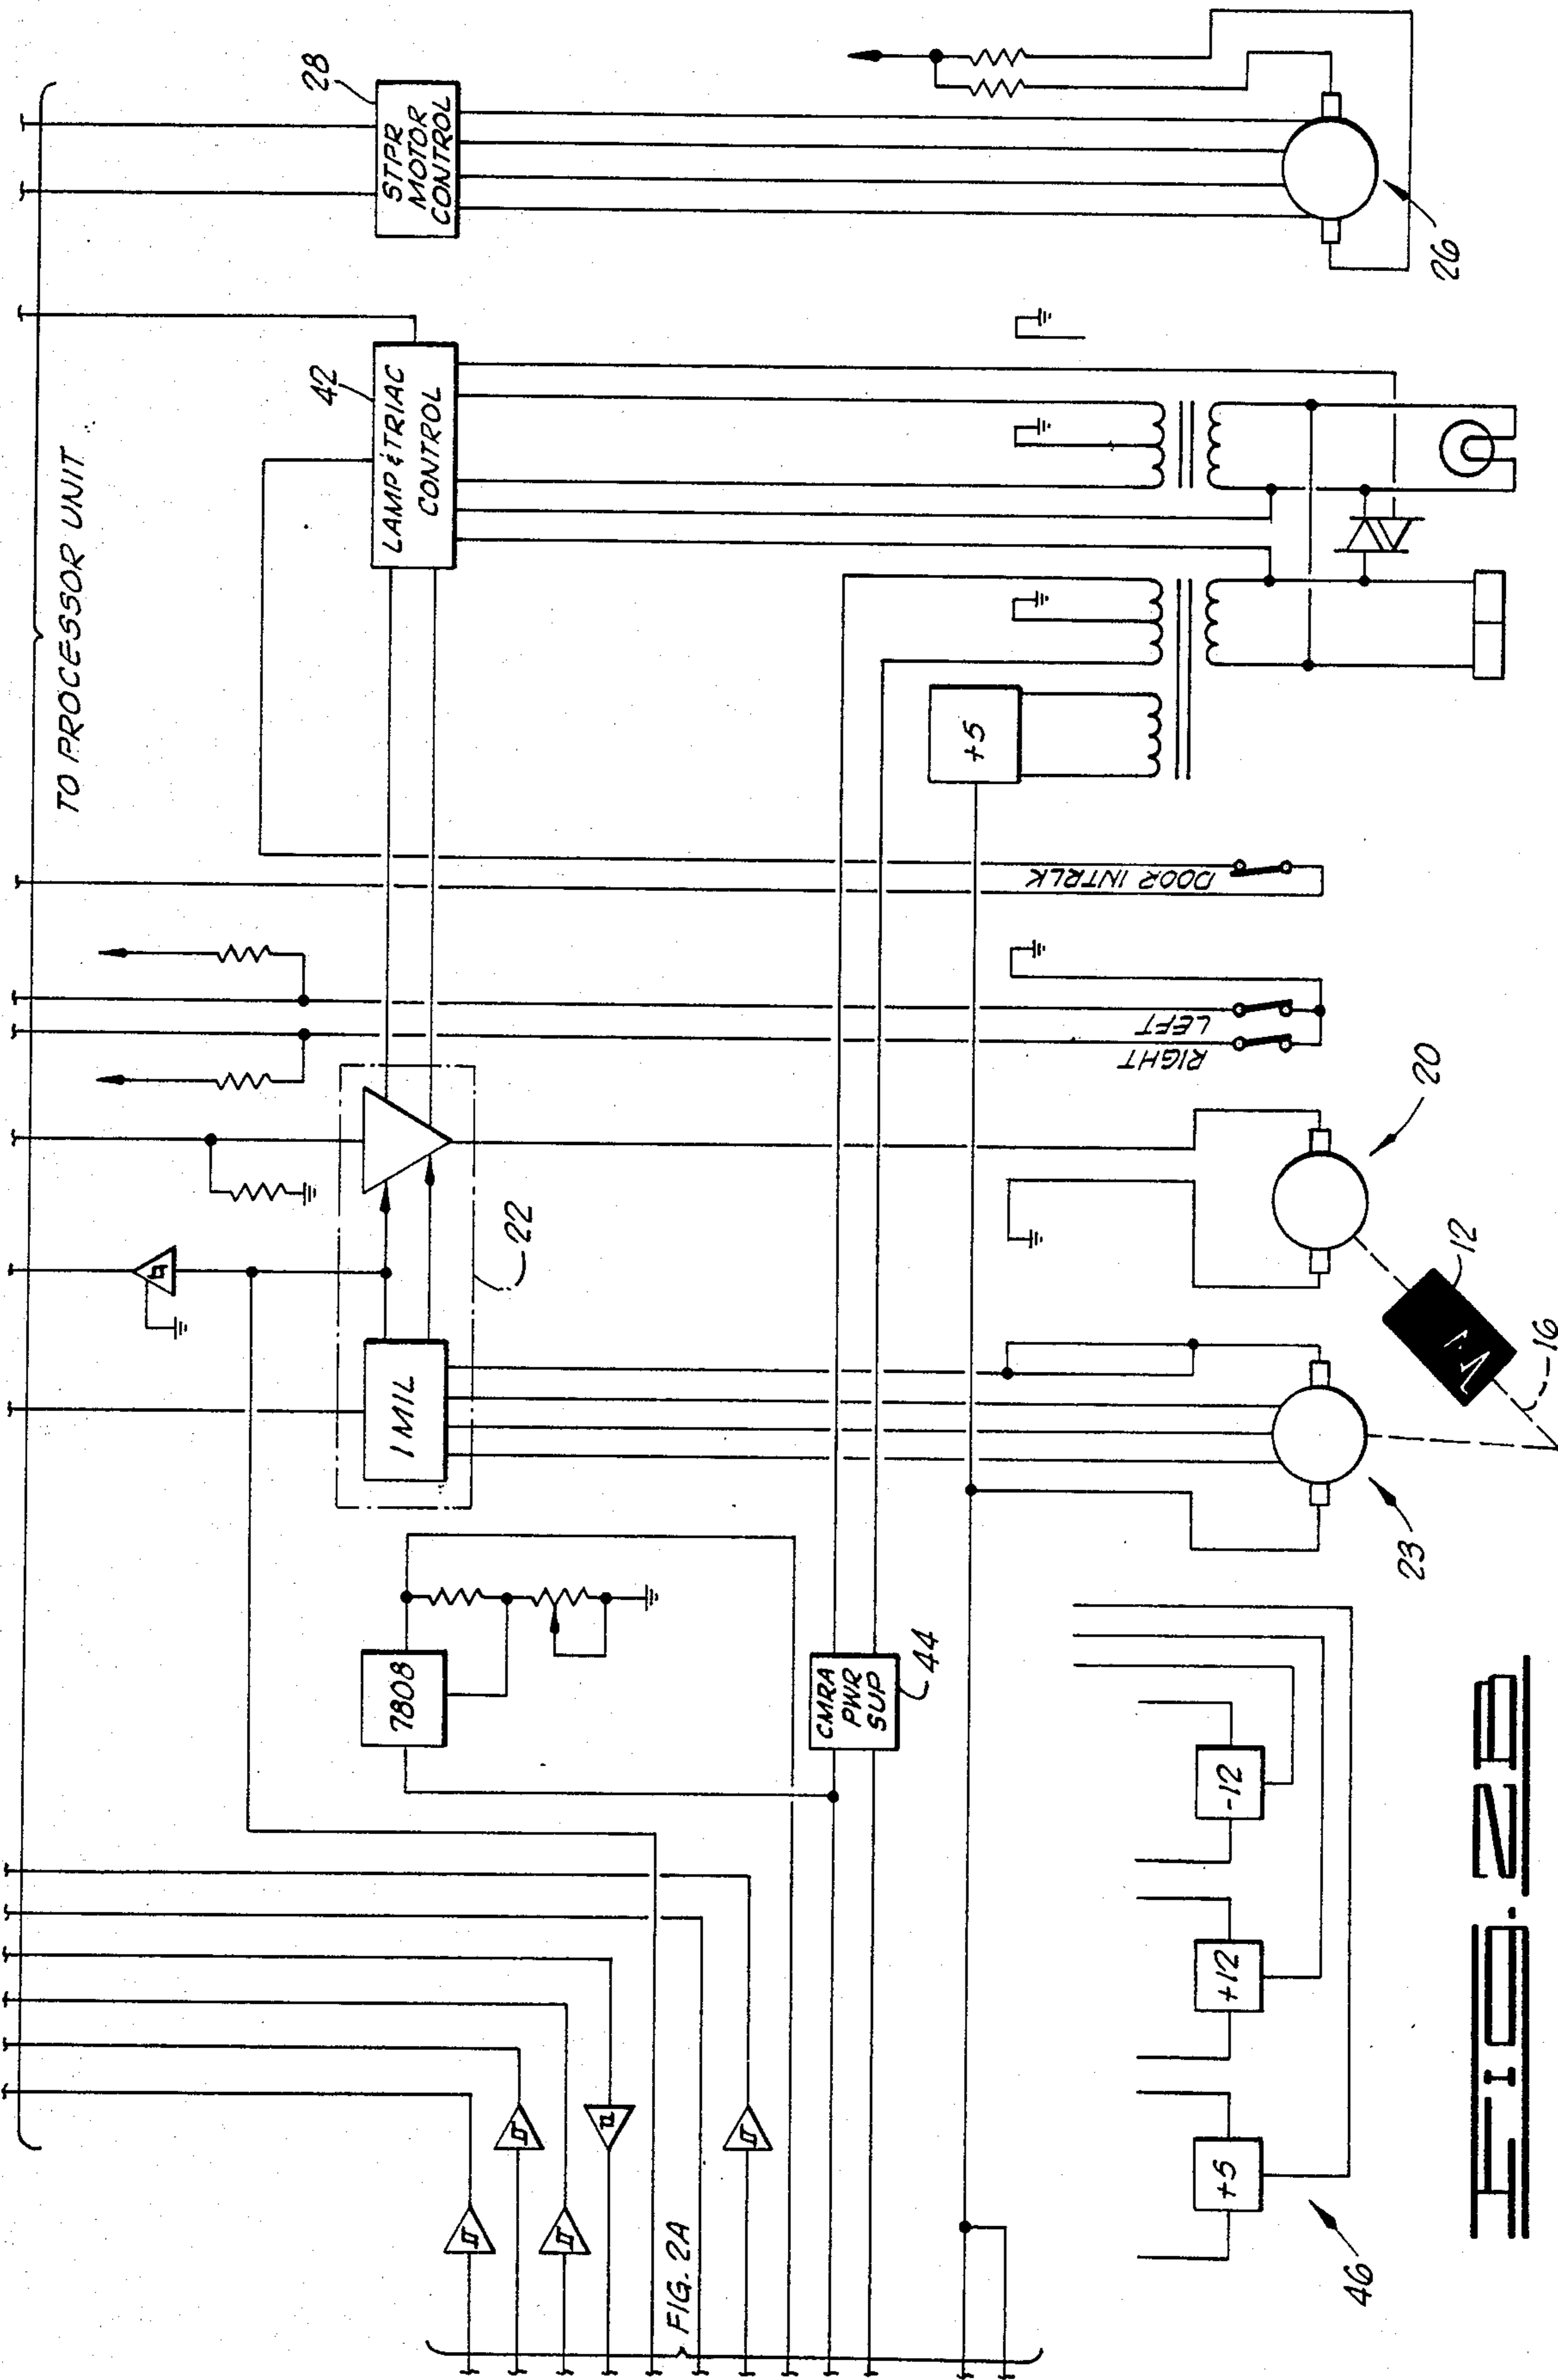 TO PROCESSOR UNIT
28
STPR
MOTOR
CONTROL
26
42
LAMP & TRIAC
CONTROL
+5
DOOR INTRLK
LEFT
RIGHT
20
22
1 MIL
12
16
23
7808
CMRA
PWR
SUP
44
-12
+12
+5
46
FIG. 2A
FIG. 2B